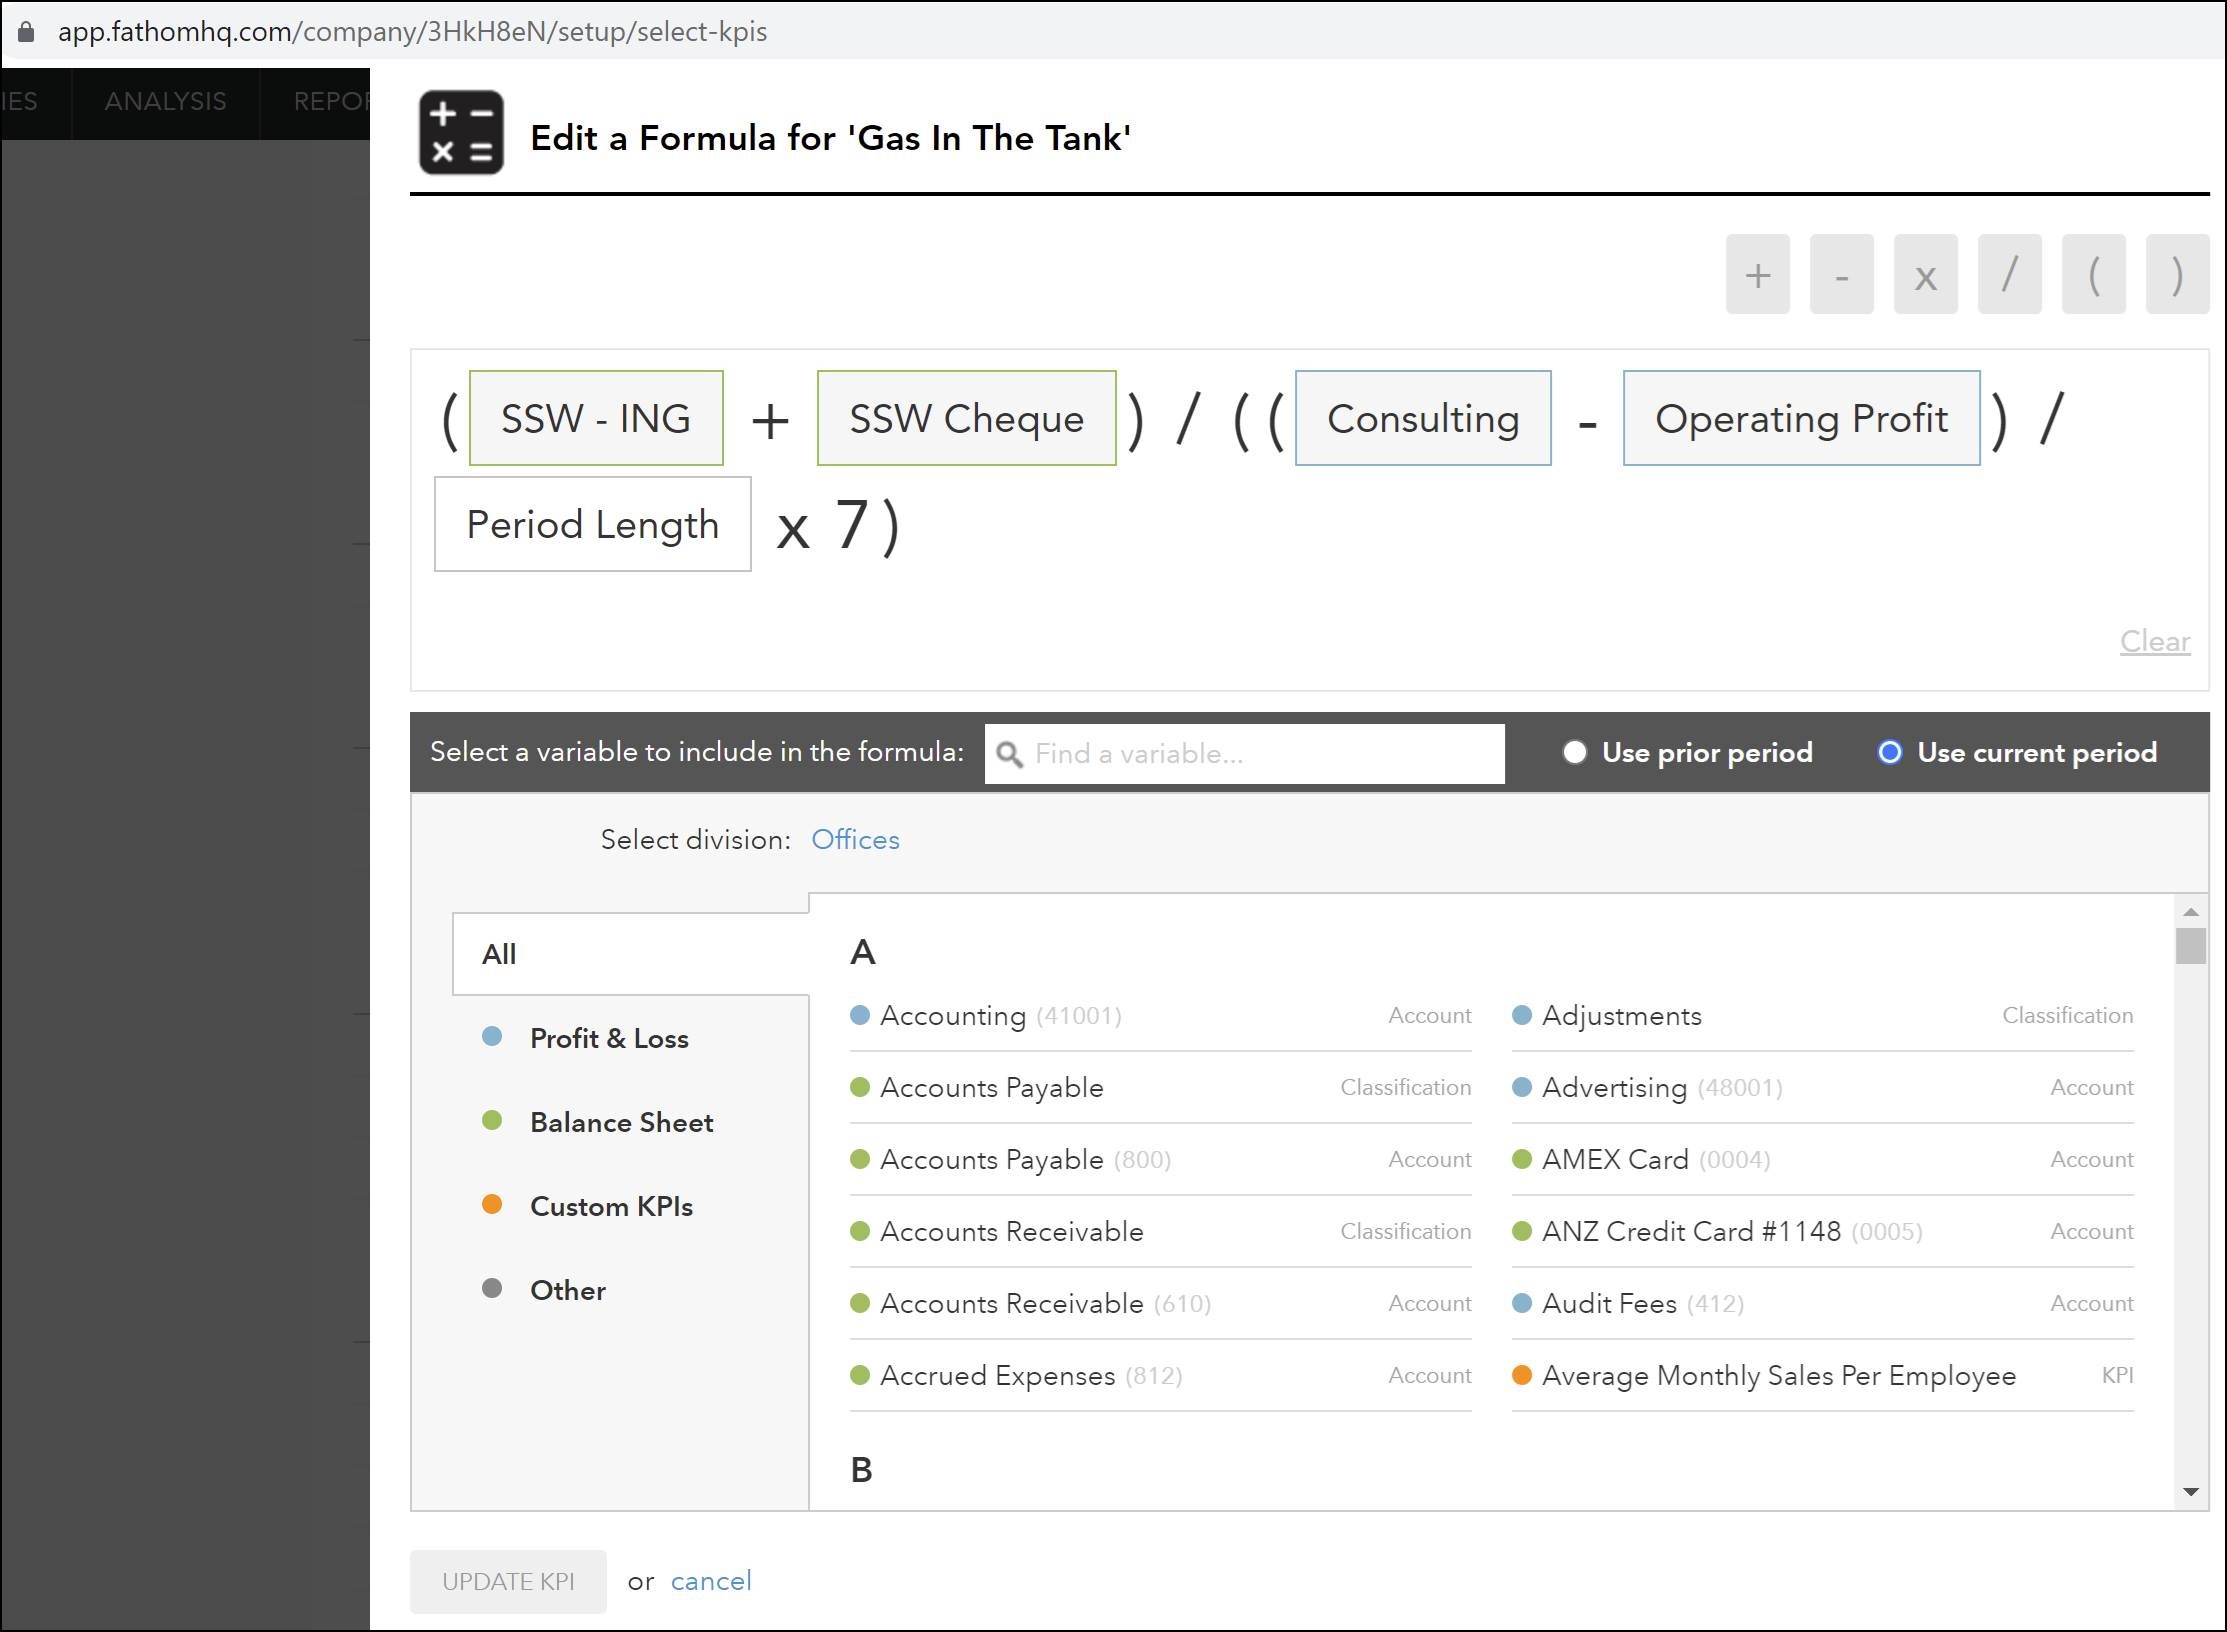 app.fathomhq.com/company/3HkH8eN/setup/select-kpis
IES ANALYSIS REPOR
Edit a Formula for 'Gas In The Tank'
+ - x / ( )
( SSW - ING + SSW Cheque ) / ( ( Consulting - Operating Profit ) /
Period Length x 7 )
Clear
Select a variable to include in the formula: Find a variable... Use prior period Use current period
Select division: Offices
All
Profit & Loss
Balance Sheet
Custom KPIs
Other
A
Accounting (41001) Account Adjustments Classification
Accounts Payable Classification Advertising (48001) Account
Accounts Payable (800) Account AMEX Card (0004) Account
Accounts Receivable Classification ANZ Credit Card #1148 (0005) Account
Accounts Receivable (610) Account Audit Fees (412) Account
Accrued Expenses (812) Account Average Monthly Sales Per Employee KPI
B
UPDATE KPI or cancel